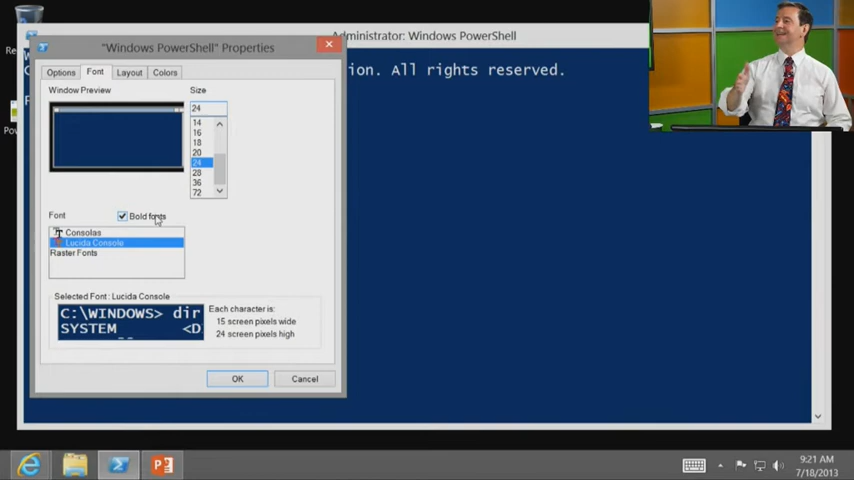 Administrator: Windows PowerShell
"Windows PowerShell" Properties
Options
Font
Layout
Colors
ion. All rights reserved.
Window Preview
Size
24
14
16
18
20
24
28
36
72
Font
Bold fonts
Consolas
Lucida Console
Raster Fonts
Selected Font : Lucida Console
C:\WINDOWS> dir
SYSTEM <D
Each character is:
15 screen pixels wide
24 screen pixels high
OK
Cancel
9:21 AM
7/18/2013